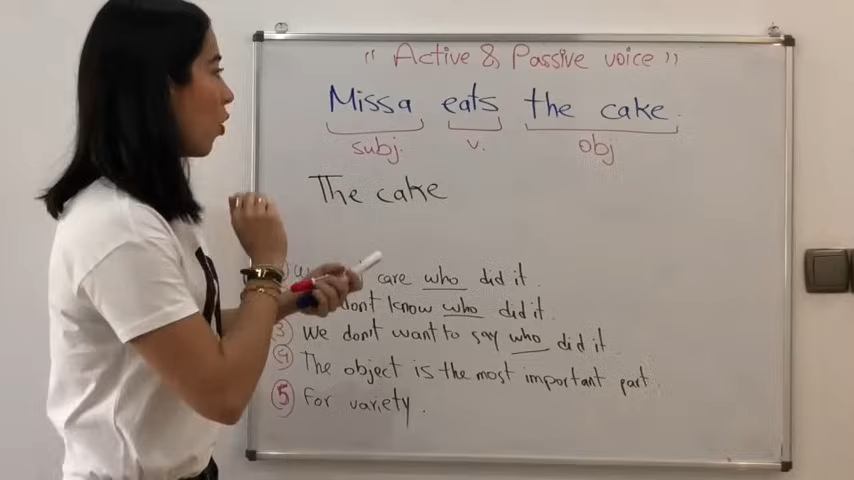 " Active & Passive voice "
Missa eats the cake.
subj. v. obj
The cake
care who did it.
dont know who did it.
3 We dont want to say who did it
4 The object is the most important part.
5 For variety.